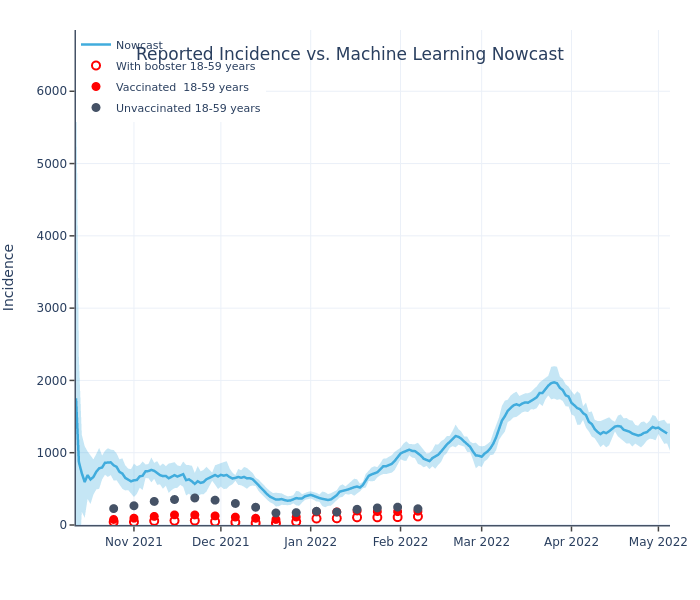 Reported Incidence vs. Machine Learning Nowcast
Nowcast
With booster 18-59 years
Vaccinated 18-59 years
Unvaccinated 18-59 years
Incidence
6000
5000
4000
3000
2000
1000
0
Nov 2021
Dec 2021
Jan 2022
Feb 2022
Mar 2022
Apr 2022
May 2022